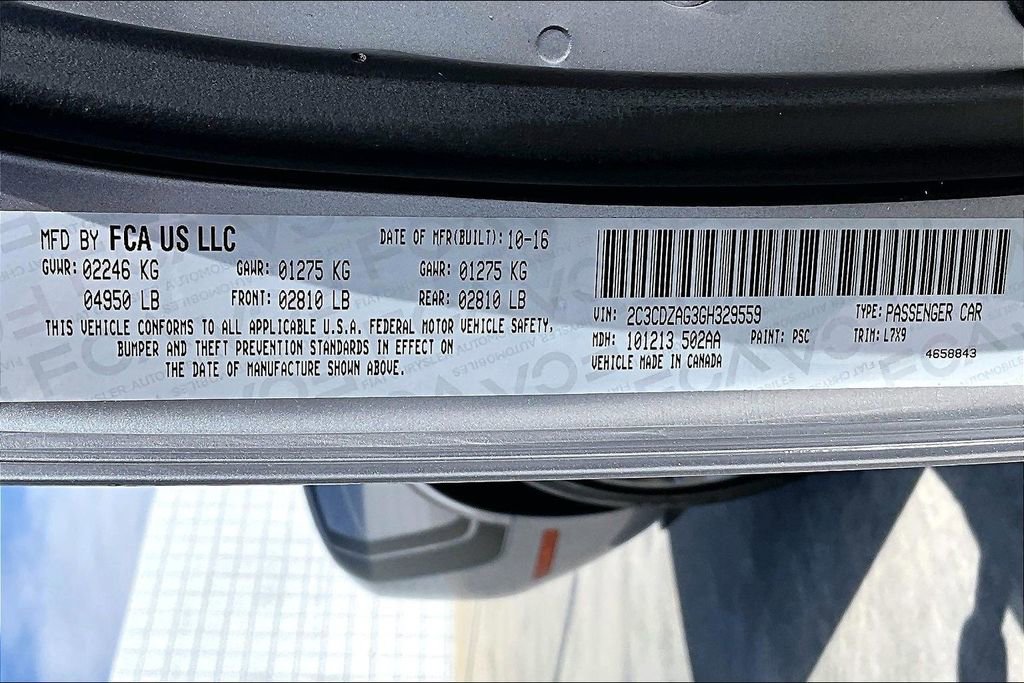 MFD BY FCA US LLC DATE OF MFR(BUILT): 10-16
GVWR: 02246 KG GAWR: 01275 KG GAWR: 01275 KG
04950 LB FRONT: 02810 LB REAR: 02810 LB
THIS VEHICLE CONFORMS TO ALL APPLICABLE U.S.A. FEDERAL MOTOR VEHICLE SAFETY,
BUMPER AND THEFT PREVENTION STANDARDS IN EFFECT ON
THE DATE OF MANUFACTURE SHOWN ABOVE.
VIN: 2C3CDZAG3GH329559 TYPE: PASSENGER CAR
MDH: 101213 502AA PAINT: PSC TRIM: L7X9
VEHICLE MADE IN CANADA 4658843